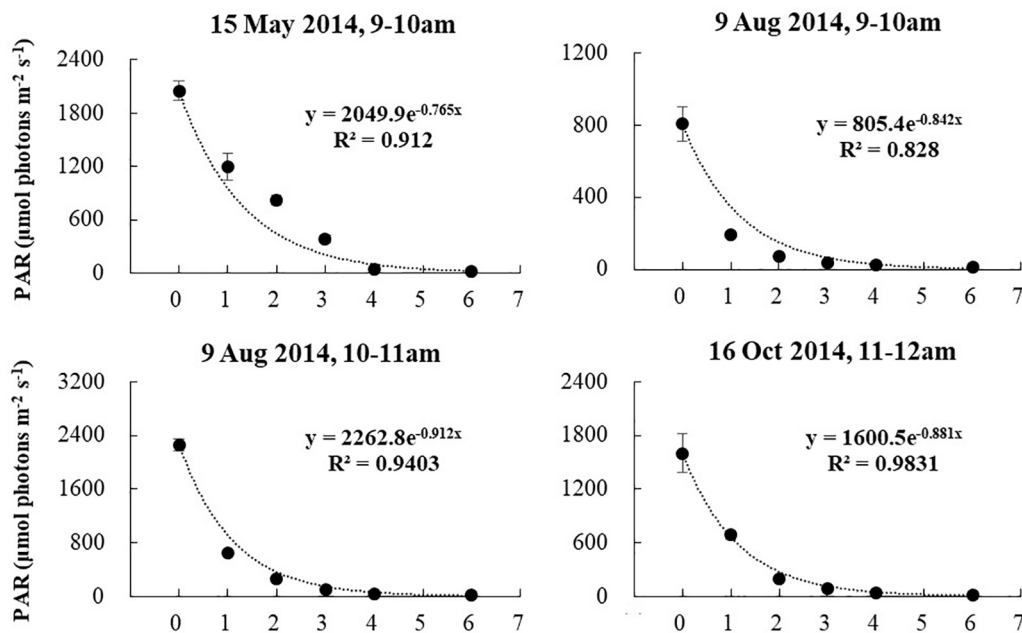 15 May 2014, 9-10am
PAR (μmol photons m-2 s-1)
2400
1800
1200
600
0
y = 2049.9e-0.765x
R² = 0.912
0 1 2 3 4 5 6 7
9 Aug 2014, 9-10am
1200
800
400
0
y = 805.4e-0.842x
R² = 0.828
0 1 2 3 4 5 6 7
9 Aug 2014, 10-11am
PAR (μmol photons m-2 s-1)
3200
2400
1600
800
0
y = 2262.8e-0.912x
R² = 0.9403
0 1 2 3 4 5 6 7
16 Oct 2014, 11-12am
2400
1800
1200
600
0
y = 1600.5e-0.881x
R² = 0.9831
0 1 2 3 4 5 6 7